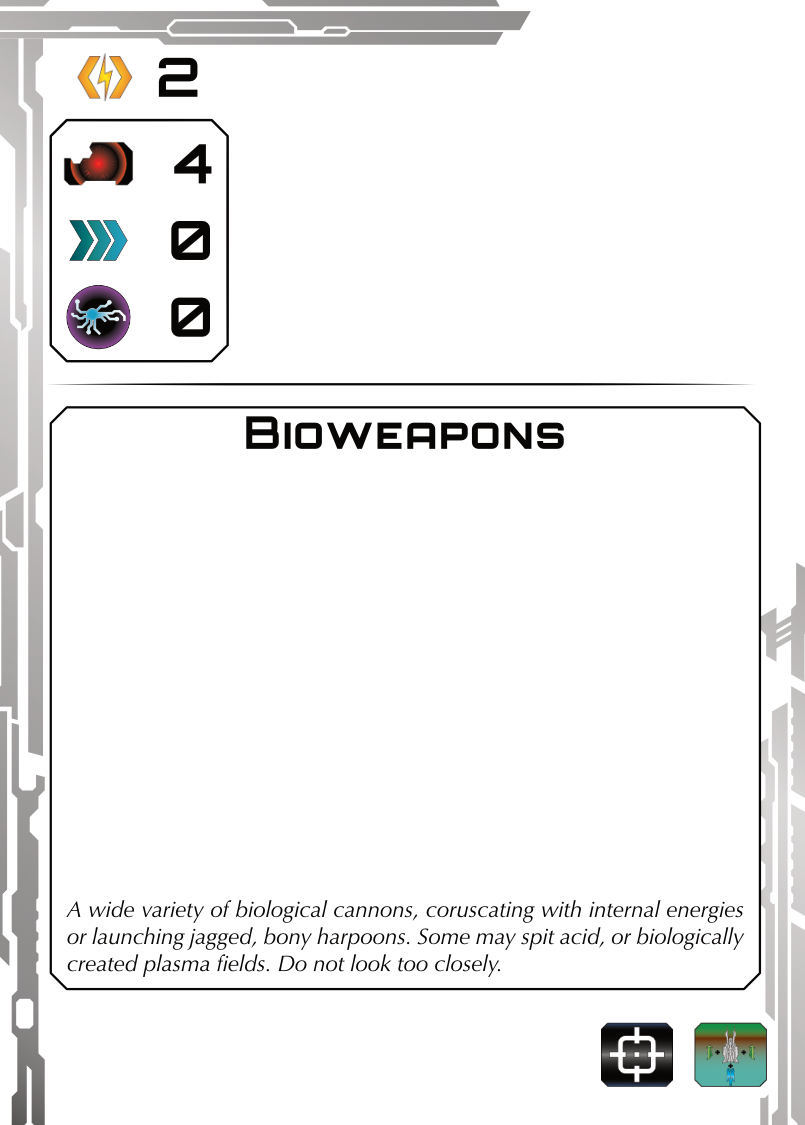 2
4
0
0
Bioweapons
A wide variety of biological cannons, coruscating with internal energies
or launching jagged, bony harpoons. Some may spit acid, or biologically
created plasma fields. Do not look too closely.